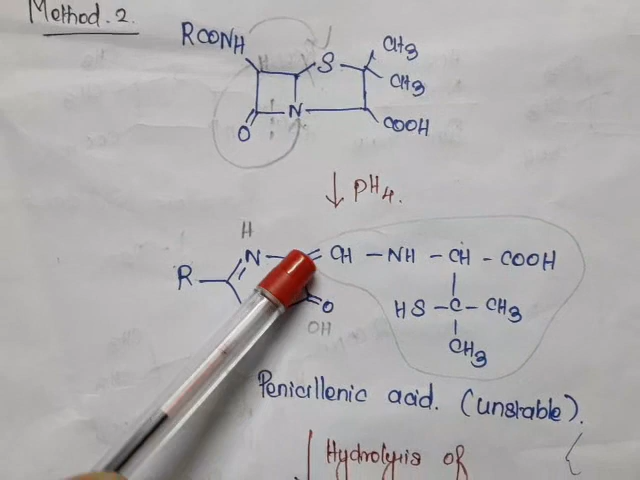 Method.2.
RCONH
H
S
CH3
CH3
O
N
COOH
↓ PH4.
H
R N = CH - NH - CH - COOH
O
OH
HS - C - CH3
CH3
Penicillenic acid. (unstable).
Hydrolysis of